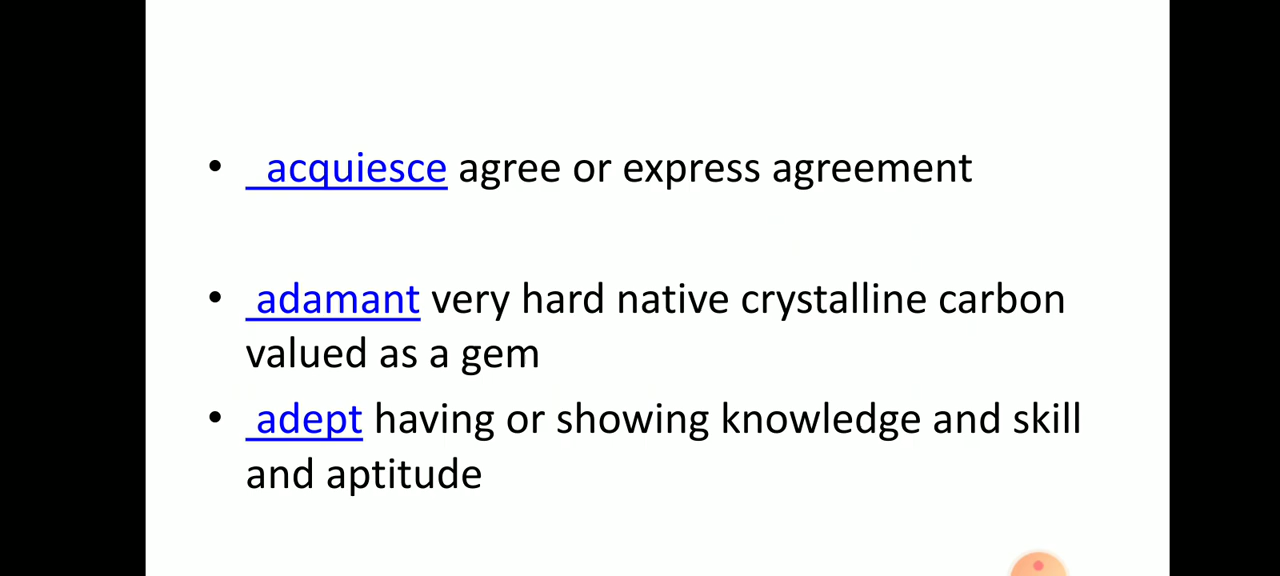 • acquiesce agree or express agreement
• adamant very hard native crystalline carbon
valued as a gem
• adept having or showing knowledge and skill
and aptitude